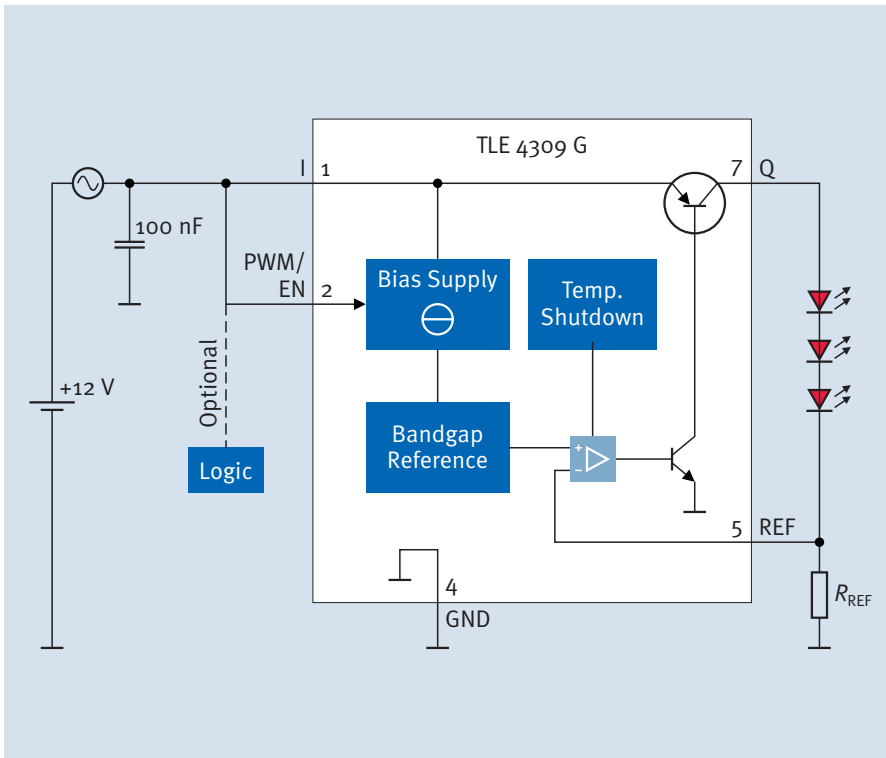 TLE 4309 G
I 1
7 Q
100 nF
PWM/
EN 2
Bias Supply
Temp.
Shutdown
+12 V
Optional
Bandgap
Reference
+
−
Logic
5 REF
4
GND
RREF